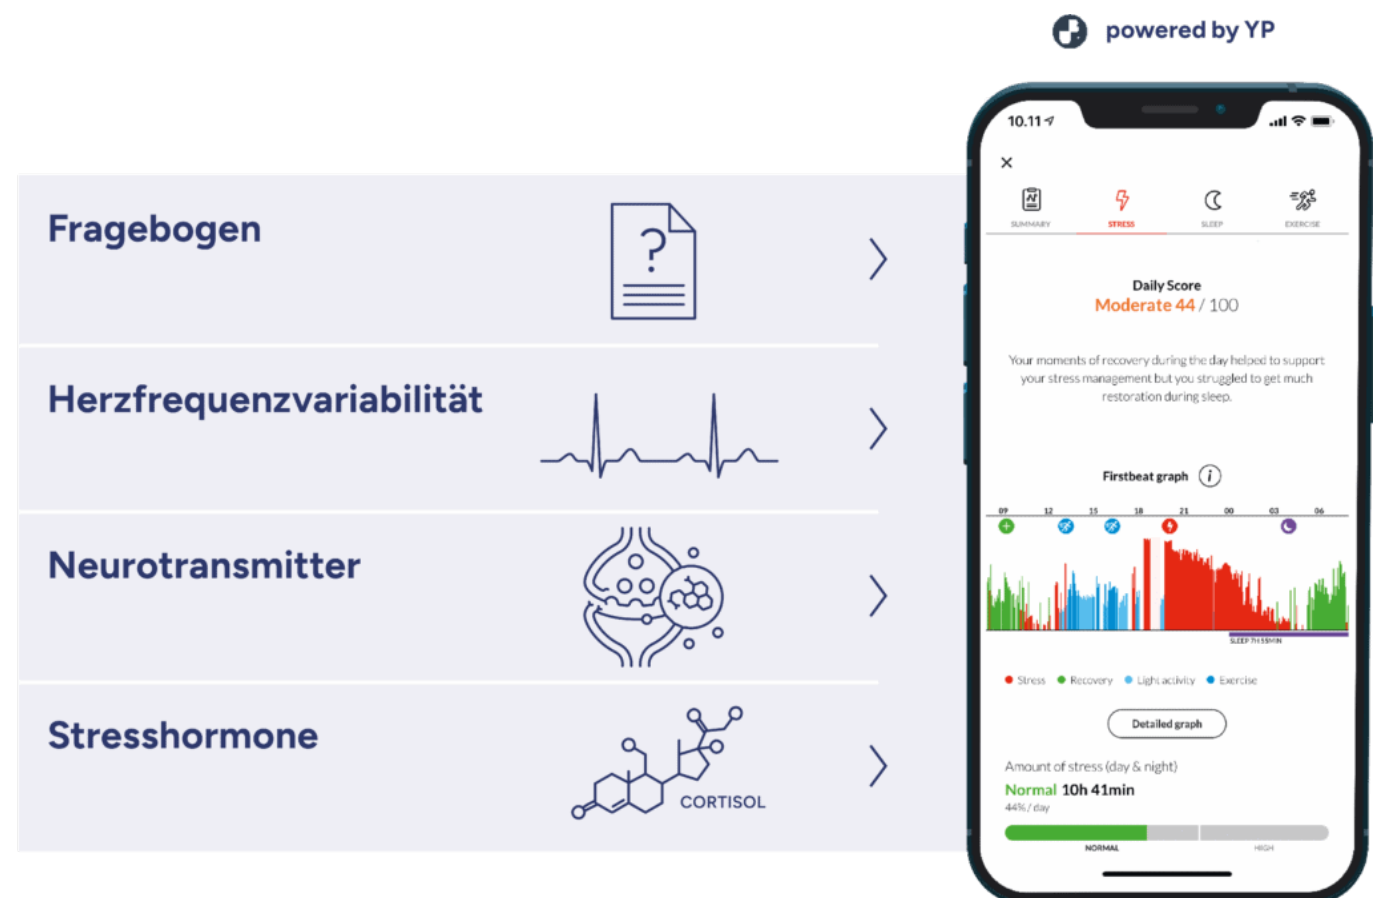 powered by YP
Fragebogen
?
Herzfrequenzvariabilität
Neurotransmitter
Stresshormone
CORTISOL
10.11
SUMMARY
STRESS
SLEEP
EXERCISE
Daily Score
Moderate 44 / 100
Your moments of recovery during the day helped to support
your stress management but you struggled to get much
restoration during sleep.
Firstbeat graph i
09 12 15 18 21 00 03 06
SLEEP 7H 55MIN
Stress Recovery Light activity Exercise
Detailed graph
Amount of stress (day & night)
Normal 10h 41min
44% / day
NORMAL HIGH